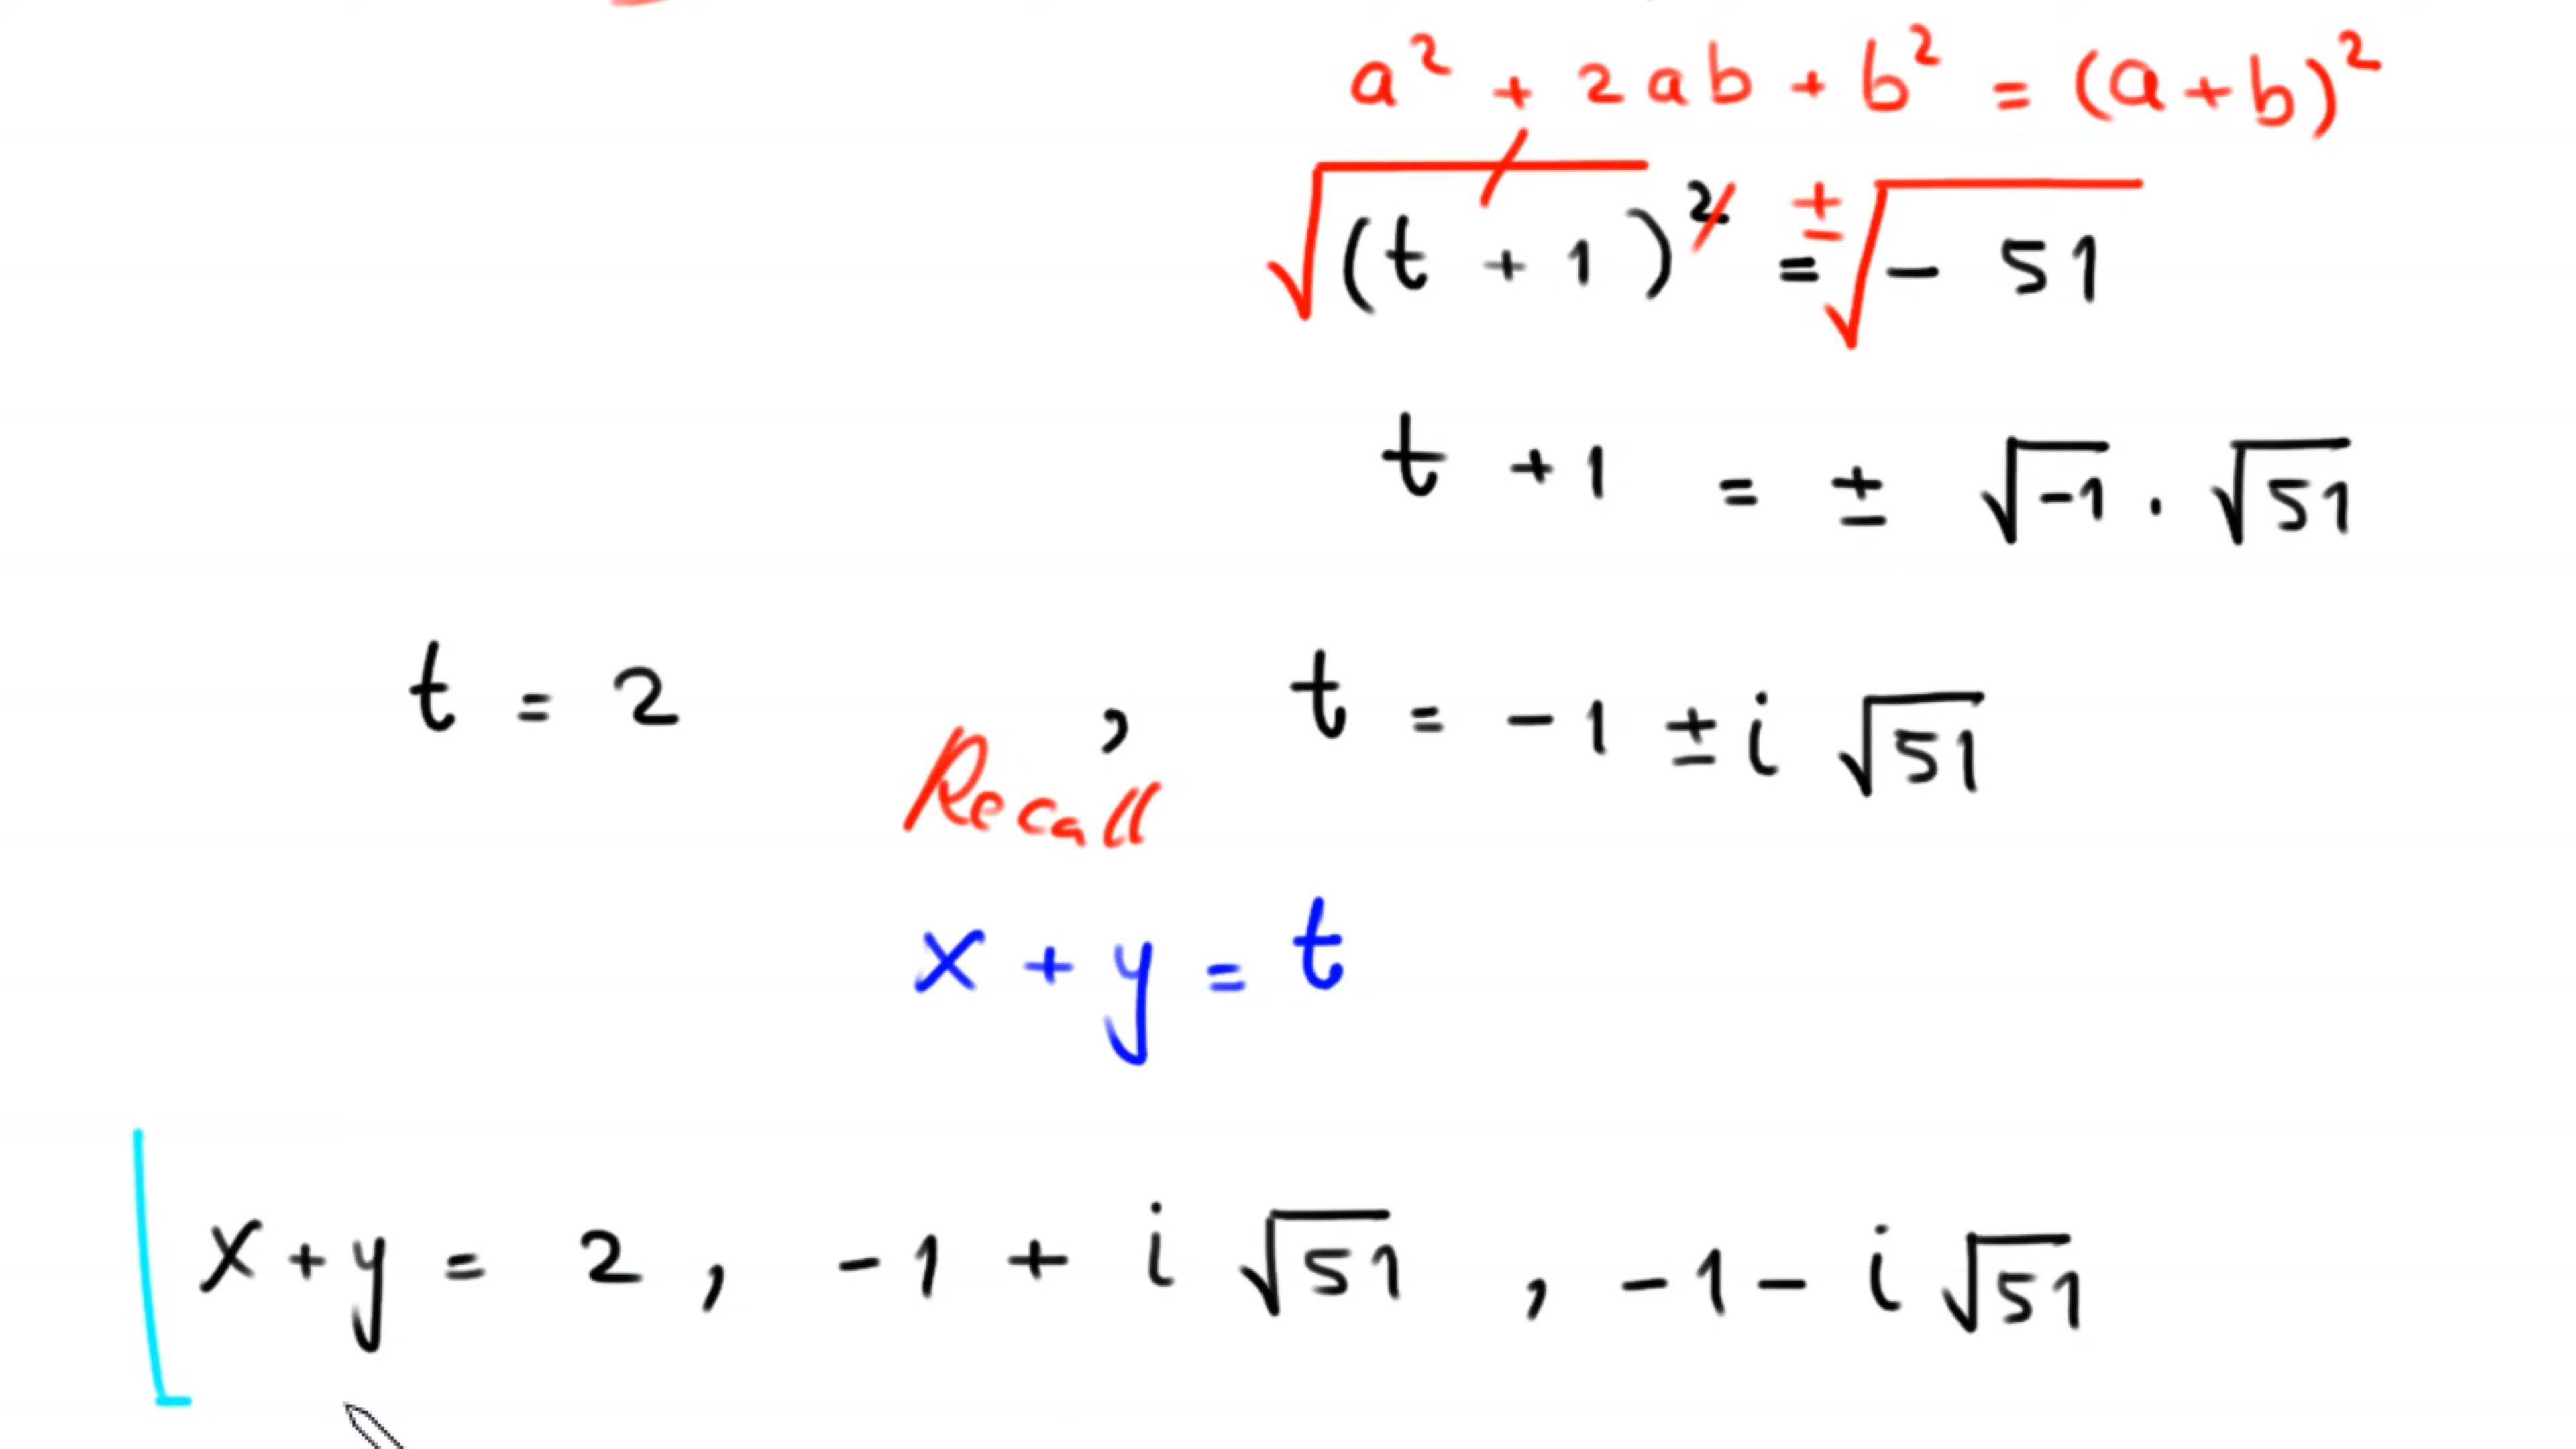 a² + 2ab + b² = (a+b)²
√(t + 1)² = ±√-51
t + 1 = ± √-1 · √51
t = 2 , t = -1 ± i √51
Recall
x + y = t
x + y = 2 , -1 + i √51 , -1 - i √51